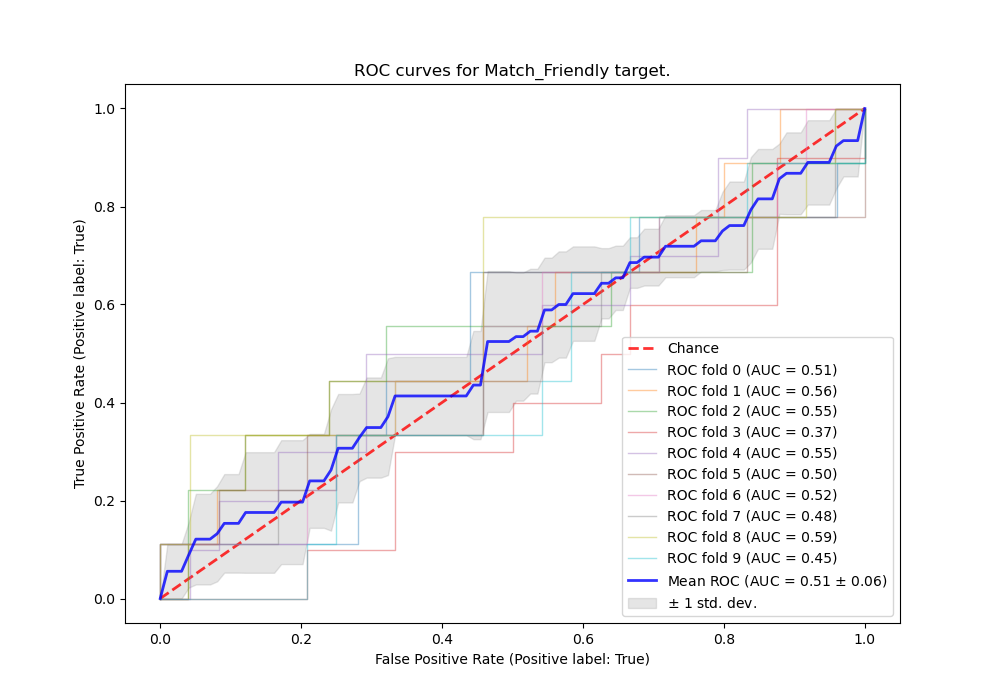 ROC curves for Match_Friendly target.
True Positive Rate (Positive label: True)
1.0
0.8
0.6
0.4
0.2
0.0
0.0 0.2 0.4 0.6 0.8 1.0
False Positive Rate (Positive label: True)
Chance
ROC fold 0 (AUC = 0.51)
ROC fold 1 (AUC = 0.56)
ROC fold 2 (AUC = 0.55)
ROC fold 3 (AUC = 0.37)
ROC fold 4 (AUC = 0.55)
ROC fold 5 (AUC = 0.50)
ROC fold 6 (AUC = 0.52)
ROC fold 7 (AUC = 0.48)
ROC fold 8 (AUC = 0.59)
ROC fold 9 (AUC = 0.45)
Mean ROC (AUC = 0.51 ± 0.06)
± 1 std. dev.